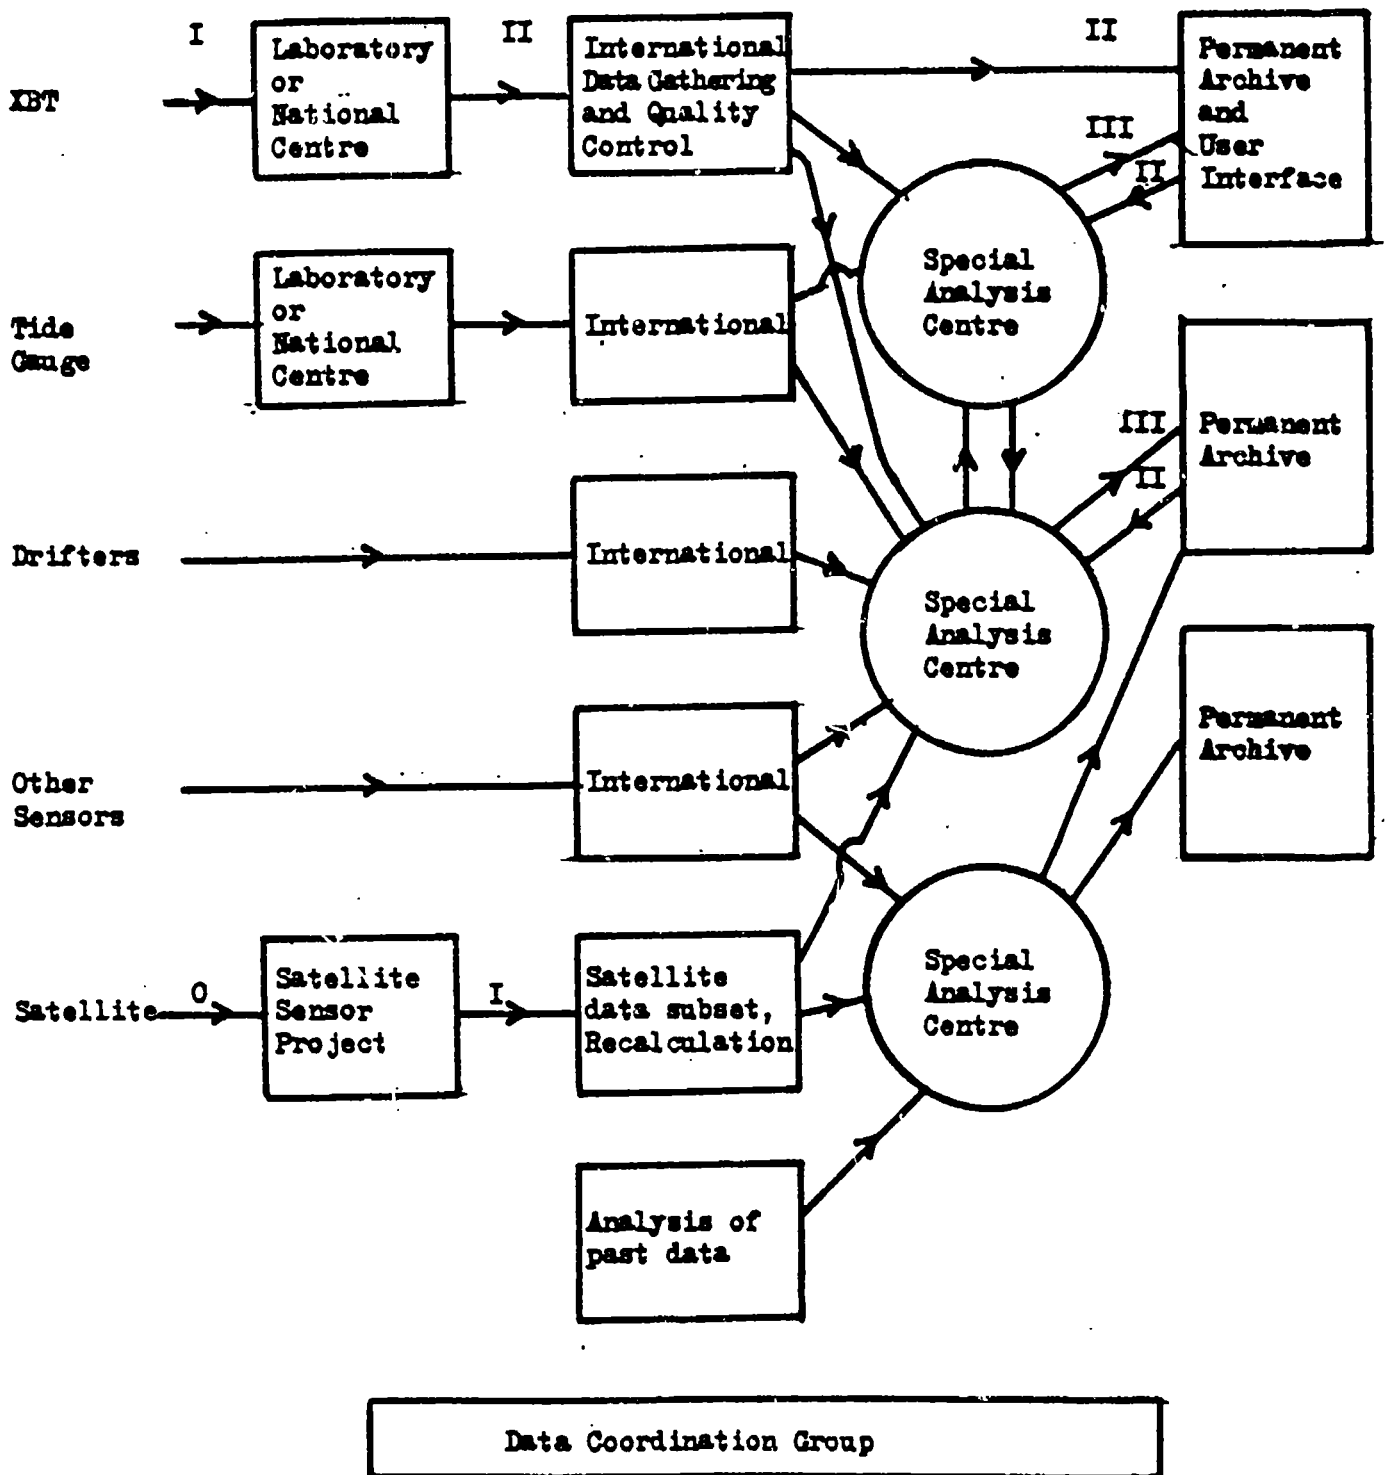 I
II
II
XBT
Laboratory
or
National
Centre
International
Data Gathering
and Quality
Control
Permanent
Archive
and
User
Interface
III
II
Special
Analysis
Centre
Tide
Gauge
Laboratory
or
National
Centre
International
III
II
Permanent
Archive
Drifters
International
Special
Analysis
Centre
Permanent
Archive
Other
Sensors
International
Satellite
0
Satellite
Sensor
Project
I
Satellite
data subset,
Recalculation
Special
Analysis
Centre
Analysis of
past data
Data Coordination Group